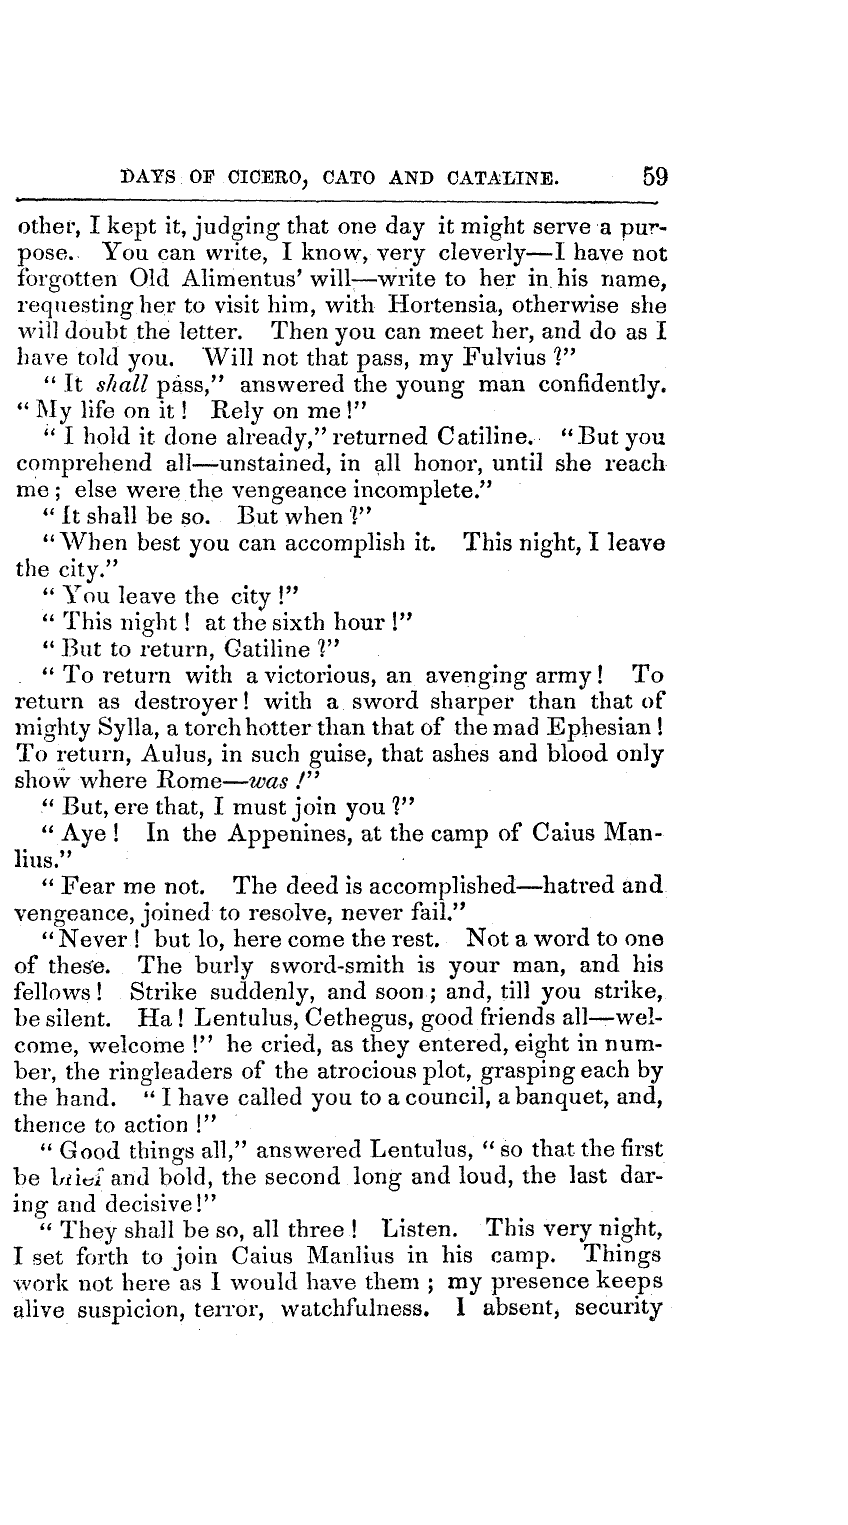 DAYS OF CICERO, CATO AND CATALINE. 59
other, I kept it, judging that one day it might serve a pur-
pose. You can write, I know, very cleverly—I have not
forgotten Old Alimentus' will—write to her in his name,
requesting her to visit him, with Hortensia, otherwise she
will doubt the letter. Then you can meet her, and do as I
have told you. Will not that pass, my Fulvius?"
"It shall pass," answered the young man confidently.
"My life on it! Rely on me!"
"I hold it done already," returned Catiline. "But you
comprehend all—unstained, in all honor, until she reach
me; else were the vengeance incomplete."
"It shall be so. But when?"
"When best you can accomplish it. This night, I leave
the city."
"You leave the city!"
"This night! at the sixth hour!"
"But to return, Catiline?"
"To return with a victorious, an avenging army! To
return as destroyer! with a sword sharper than that of
mighty Sylla, a torch hotter than that of the mad Ephesian!
To return, Aulus, in such guise, that ashes and blood only
show where Rome—was!"
"But, ere that, I must join you?"
"Aye! In the Appenines, at the camp of Caius Man-
lius."
"Fear me not. The deed is accomplished—hatred and
vengeance, joined to resolve, never fail."
"Never! but lo, here come the rest. Not a word to one
of these. The burly sword-smith is your man, and his
fellows! Strike suddenly, and soon; and, till you strike,
be silent. Ha! Lentulus, Cethegus, good friends all—wel-
come, welcome!" he cried, as they entered, eight in num-
ber, the ringleaders of the atrocious plot, grasping each by
the hand. "I have called you to a council, a banquet, and,
thence to action!"
"Good things all," answered Lentulus, "so that the first
be brief and bold, the second long and loud, the last dar-
ing and decisive!"
"They shall be so, all three! Listen. This very night,
I set forth to join Caius Manlius in his camp. Things
work not here as I would have them; my presence keeps
alive suspicion, terror, watchfulness. I absent, security